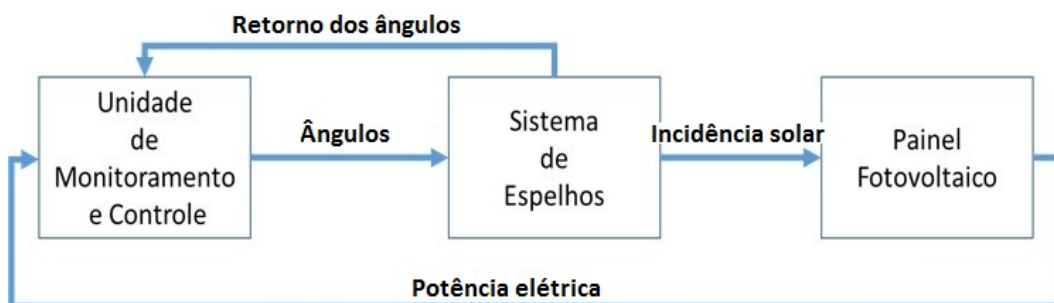 Retorno dos ângulos
Unidade
de
Monitoramento
e Controle
Ângulos
Sistema
de
Espelhos
Incidência solar
Painel
Fotovoltaico
Potência elétrica